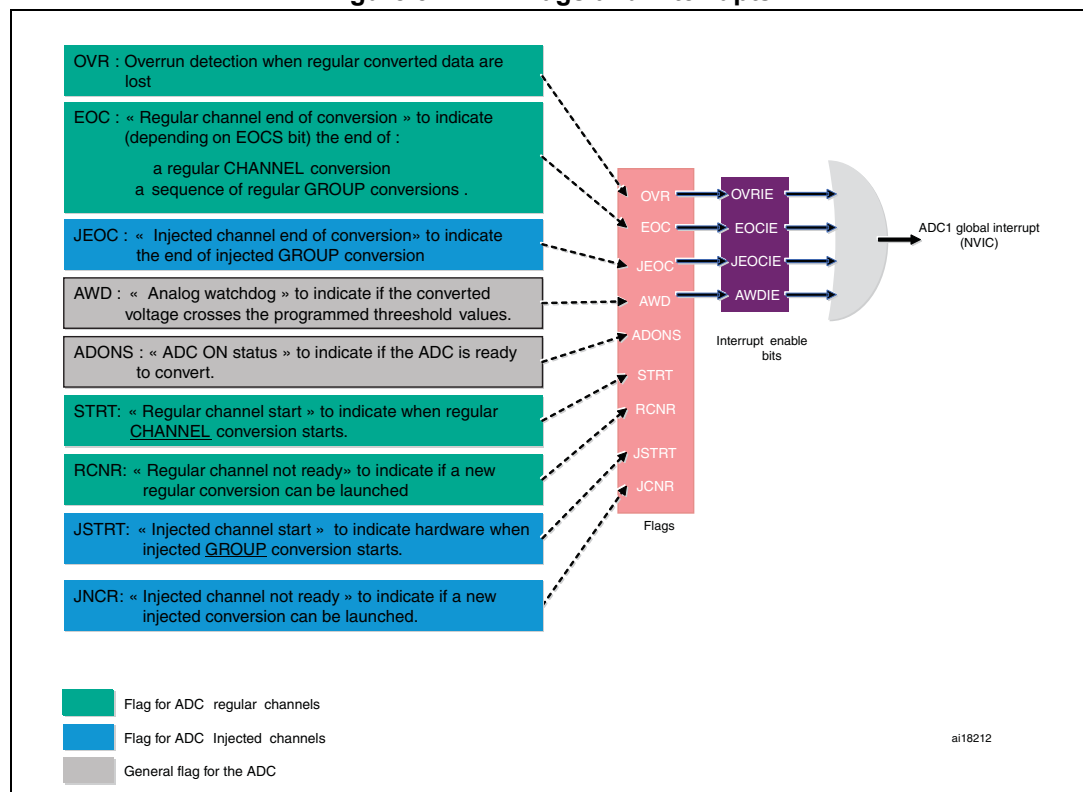 OVR : Overrun detection when regular converted data are
lost
EOC : « Regular channel end of conversion » to indicate
(depending on EOCS bit) the end of :
a regular CHANNEL conversion
a sequence of regular GROUP conversions .
JEOC : « Injected channel end of conversion» to indicate
the end of injected GROUP conversion
AWD : « Analog watchdog » to indicate if the converted
voltage crosses the programmed threeshold values.
ADONS : « ADC ON status » to indicate if the ADC is ready
to convert.
STRT: « Regular channel start » to indicate when regular
CHANNEL conversion starts.
RCNR: « Regular channel not ready» to indicate if a new
regular conversion can be launched
JSTRT: « Injected channel start » to indicate hardware when
injected GROUP conversion starts.
JNCR: « Injected channel not ready » to indicate if a new
injected conversion can be launched.
OVR
EOC
JEOC
AWD
ADONS
STRT
RCNR
JSTRT
JCNR
Flags
OVRIE
EOCIE
JEOCIE
AWDIE
Interrupt enable
bits
ADC1 global interrupt
(NVIC)
Flag for ADC regular channels
Flag for ADC Injected channels
General flag for the ADC
ai18212